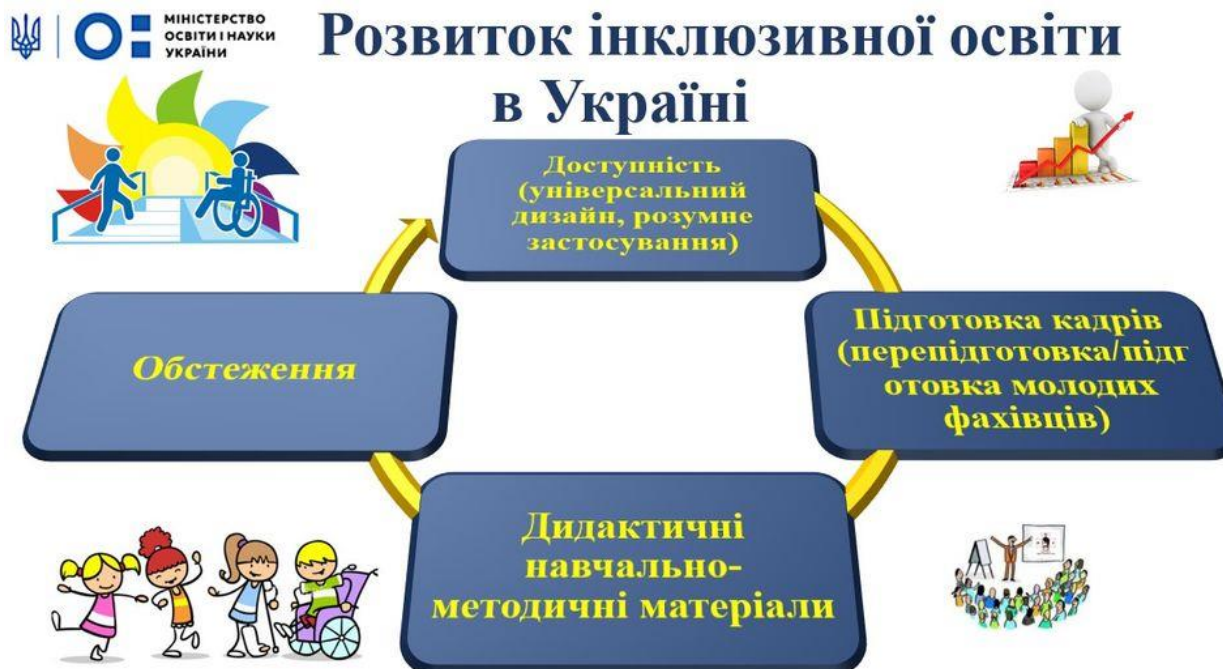 МІНІСТЕРСТВО
ОСВІТИ І НАУКИ
УКРАЇНИ
Розвиток інклюзивної освіти
в Україні
Доступність
(універсальний
дизайн, розумне
застосування)
Підготовка кадрів
(перепідготовка/підг
отовка молодих
фахівців)
Дидактичні
навчально-
методичні матеріали
Обстеження